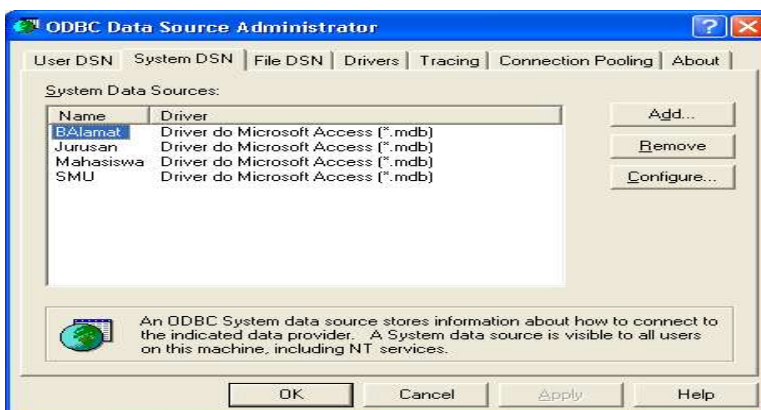 ODBC Data Source Administrator
User DSN System DSN File DSN Drivers Tracing Connection Pooling About
System Data Sources:
Name Driver
BAlamat Driver do Microsoft Access (*.mdb)
Jurusan Driver do Microsoft Access (*.mdb)
Mahasiswa Driver do Microsoft Access (*.mdb)
SMU Driver do Microsoft Access (*.mdb)
Add...
Remove
Configure...
An ODBC System data source stores information about how to connect to
the indicated data provider. A System data source is visible to all users
on this machine, including NT services.
OK Cancel Apply Help